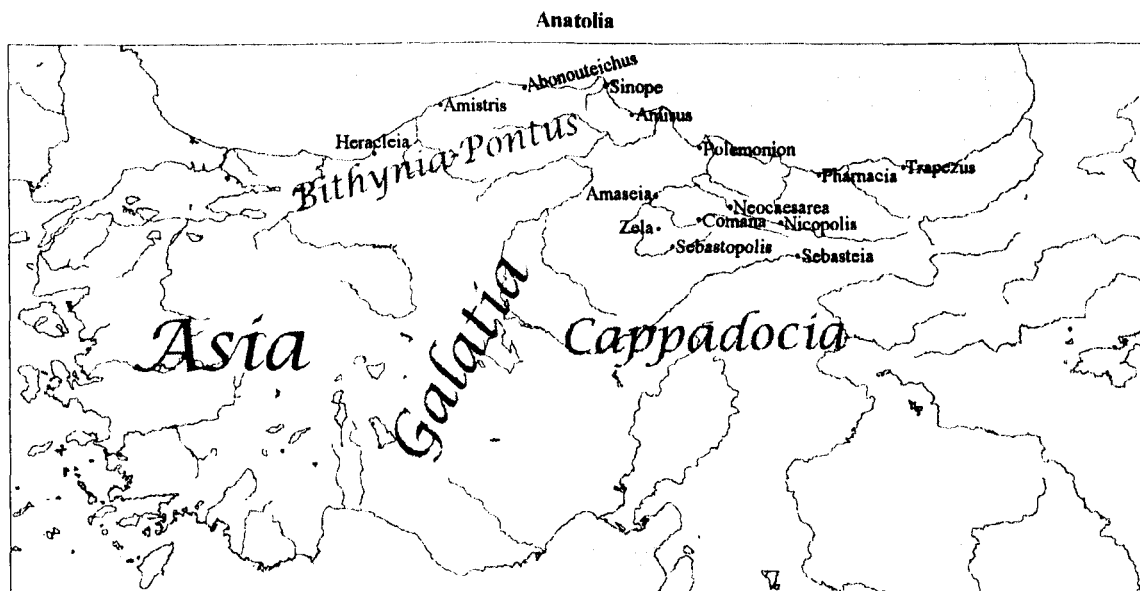 Anatolia
Abonouteichus
Sinope
Amistris
Amisus
Heracleia
Bithynia-Pontus
Polemonion
Trapezus
Pharnacia
Amaseia
Neocaesarea
Comana
Nicopolis
Zela
Sebastopolis
Sebasteia
Asia
Galatia
Cappadocia